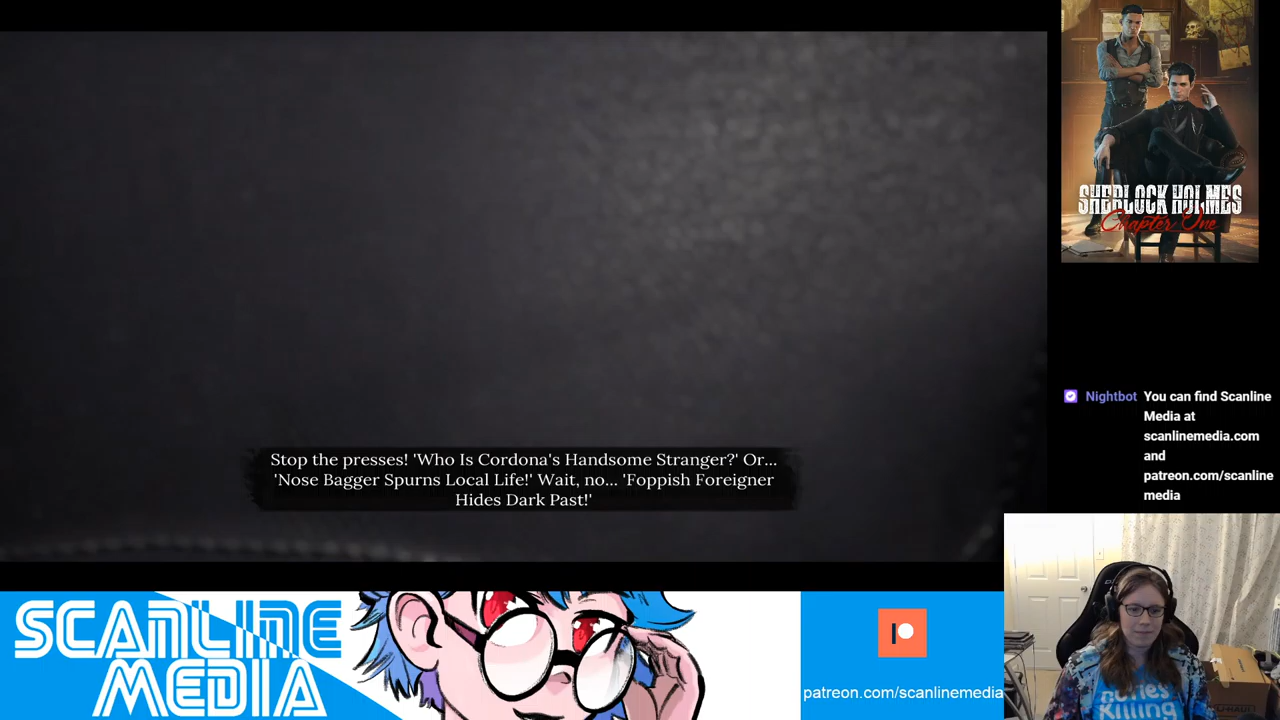 Stop the presses! 'Who Is Cordona's Handsome Stranger?' Or...
'Nose Bagger Spurns Local Life!' Wait, no... 'Foppish Foreigner
Hides Dark Past!'
SHERLOCK HOLMES
Chapter One
Nightbot You can find Scanline
Media at
scanlinemedia.com
and
patreon.com/scanline
media
SCANLINE
MEDIA
patreon.com/scanlinemedia
Killing